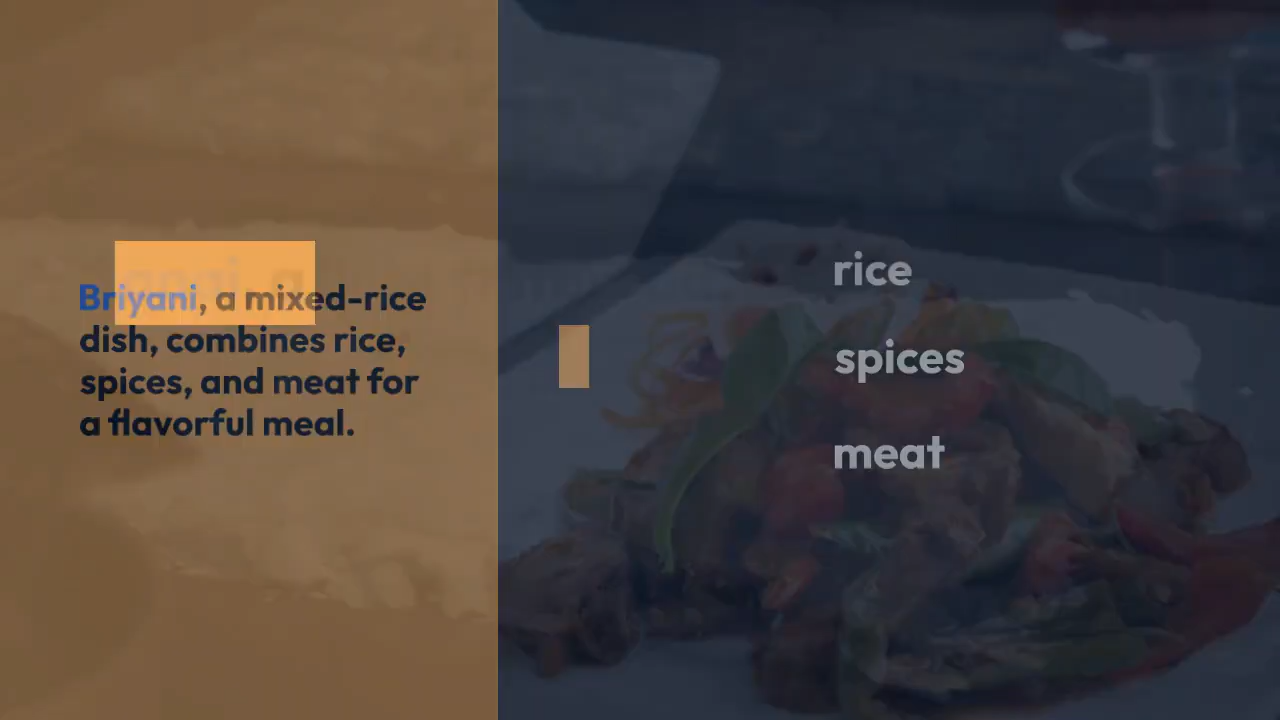 Briyani, a mixed-rice
dish, combines rice,
spices, and meat for
a flavorful meal.
rice
spices
meat